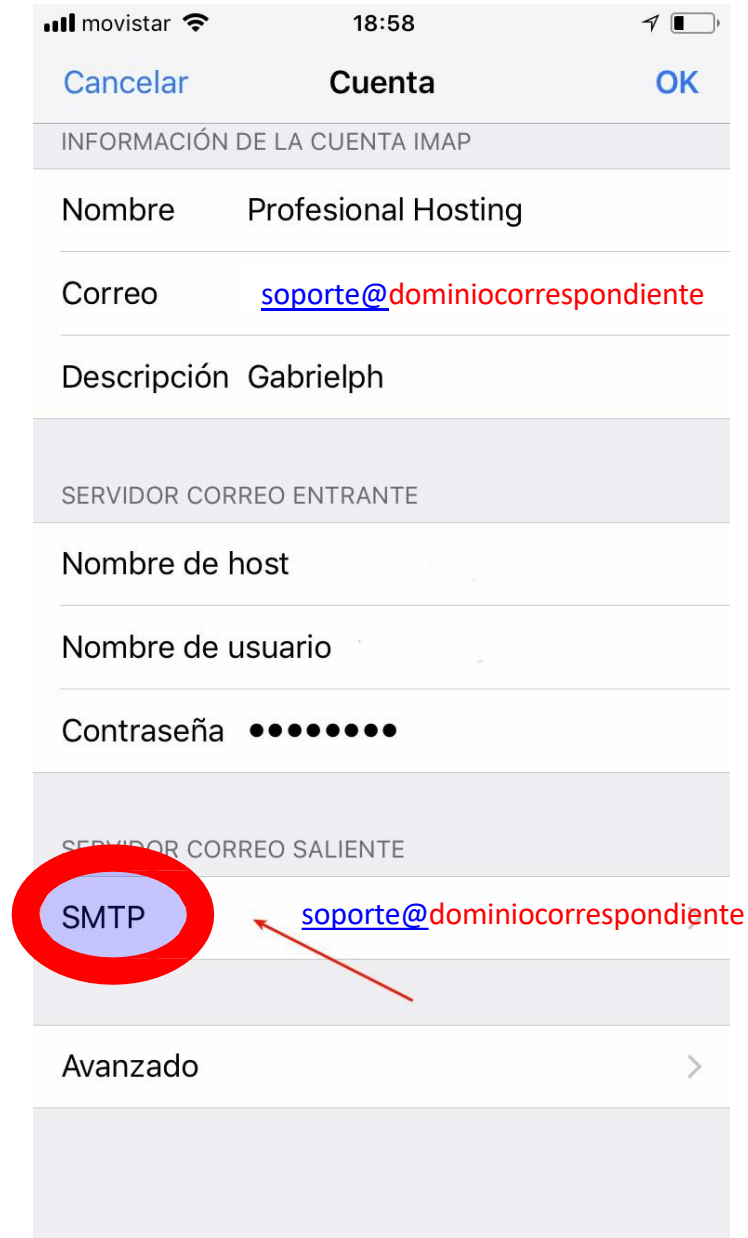 movistar 18:58
Cancelar Cuenta OK
INFORMACIÓN DE LA CUENTA IMAP
Nombre Profesional Hosting
Correo soporte@dominiocorrespondiente
Descripción Gabrielph
SERVIDOR CORREO ENTRANTE
Nombre de host
Nombre de usuario
Contraseña ●●●●●●●●
SERVIDOR CORREO SALIENTE
SMTP soporte@dominiocorrespondiente
Avanzado